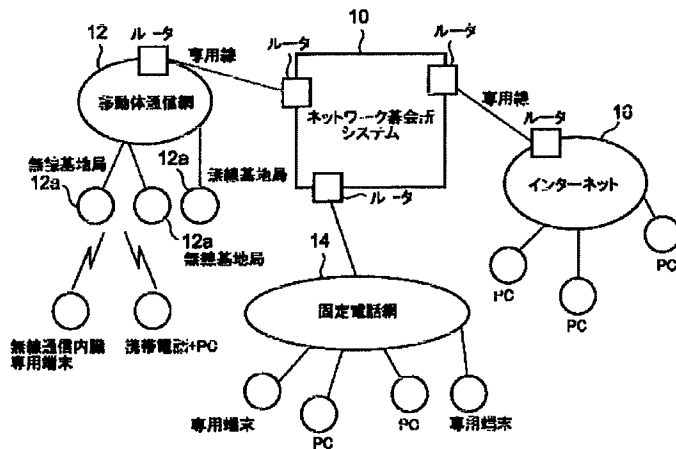 12
ルータ
専用線
10
ルータ
ルータ
移動体通信網
ネットワーク碁会所
システム
専用線
ルータ
16
インターネット
無線基地局
12a
12a
無線基地局
12a
無線基地局
ルータ
PC
PC
PC
14
固定電話網
無線通信内臓
専用端末
携帯電話+PC
専用端末
PC
PC
専用端末